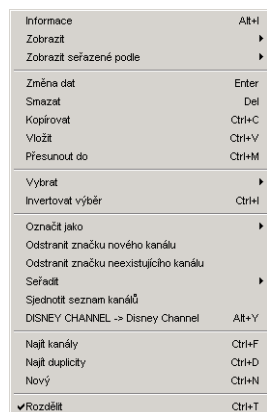 Informace Alt+I
Zobrazit
Zobrazit seřazené podle
Změna dat Enter
Smazat Del
Kopírovat Ctrl+C
Vložit Ctrl+V
Přesunout do Ctrl+M
Vybrat
Invertovat výběr Ctrl+I
Označit jako
Odstranit značku nového kanálu
Odstranit značku neexistujícího kanálu
Seřadit
Sjednotit seznam kanálů
DISNEY CHANNEL -> Disney Channel Alt+Y
Najít kanály Ctrl+F
Najít duplicity Ctrl+D
Nový Ctrl+N
Rozdělit Ctrl+T